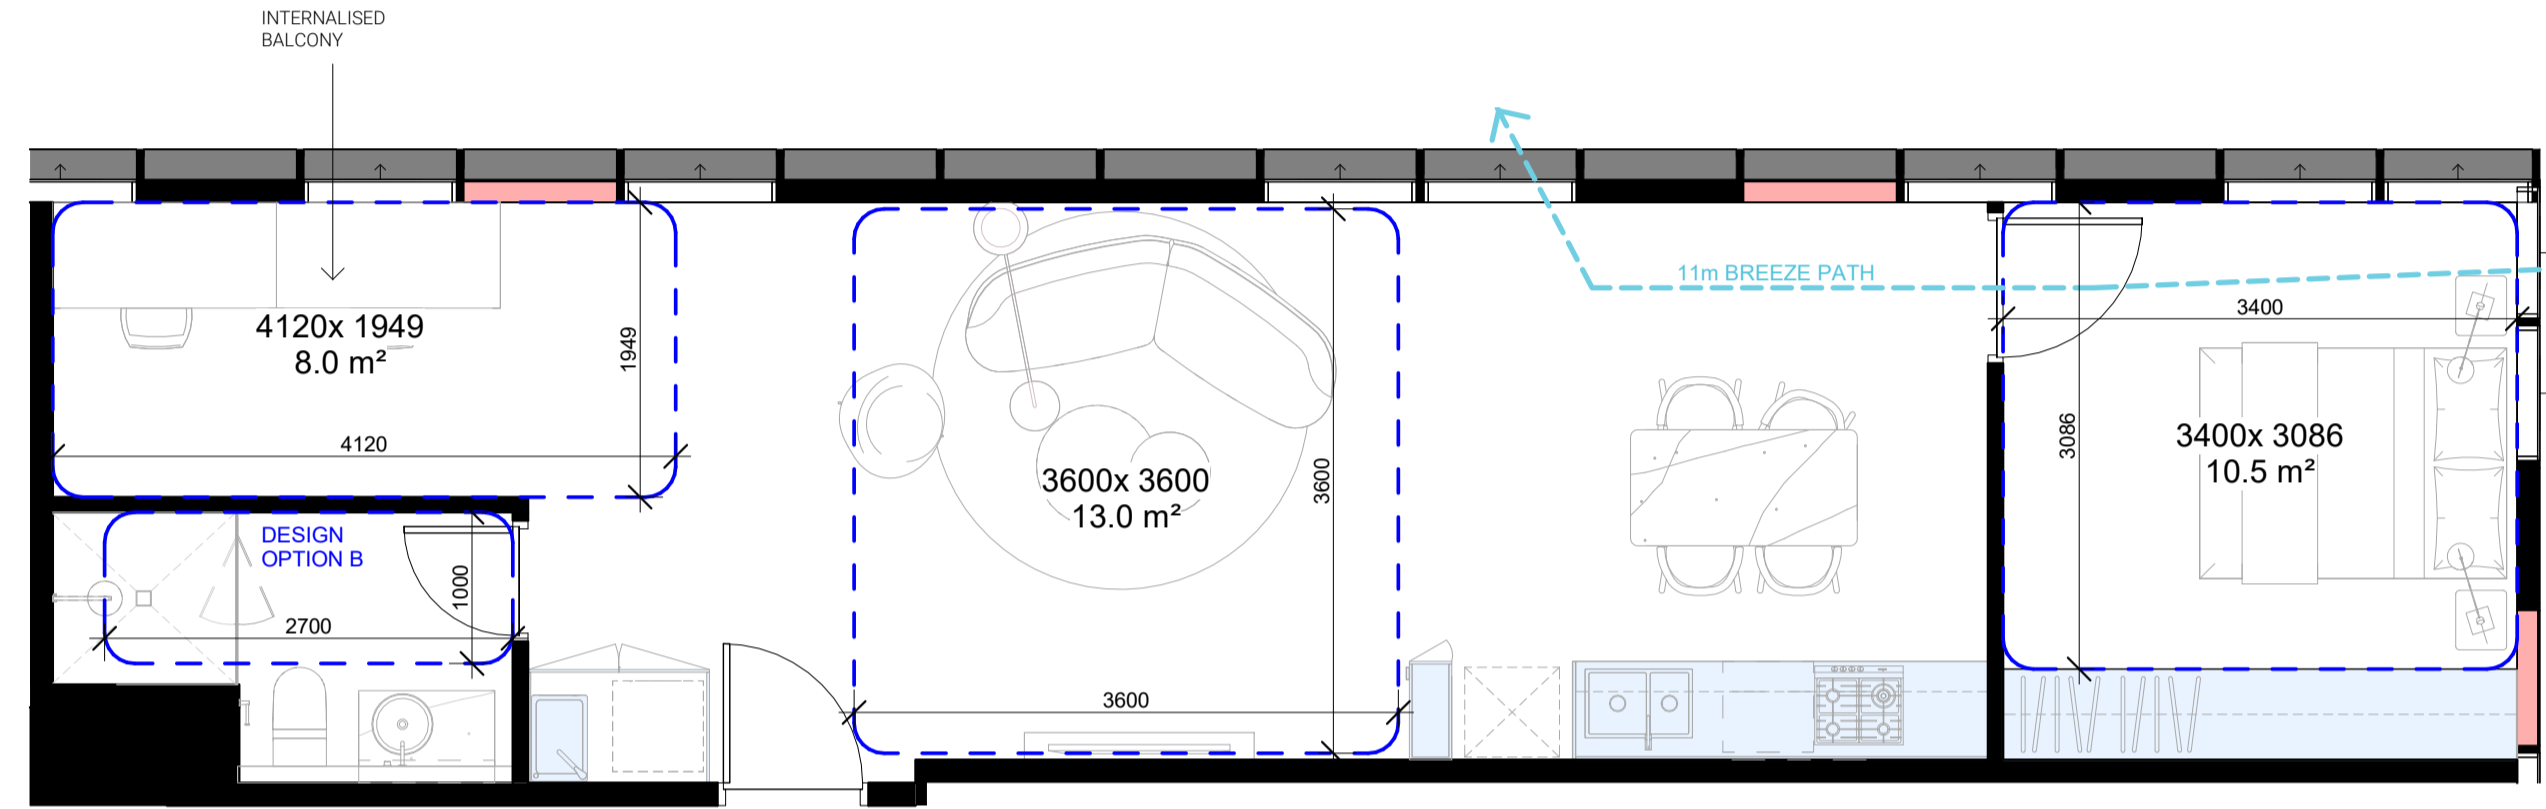 INTERNALISED
BALCONY
11m BREEZE PATH
3400
4120x 1949
8.0 m²
1949
4120
3086
3400x 3086
10.5 m²
3600x 3600
13.0 m²
3600
DESIGN
OPTION B
1000
2700
3600